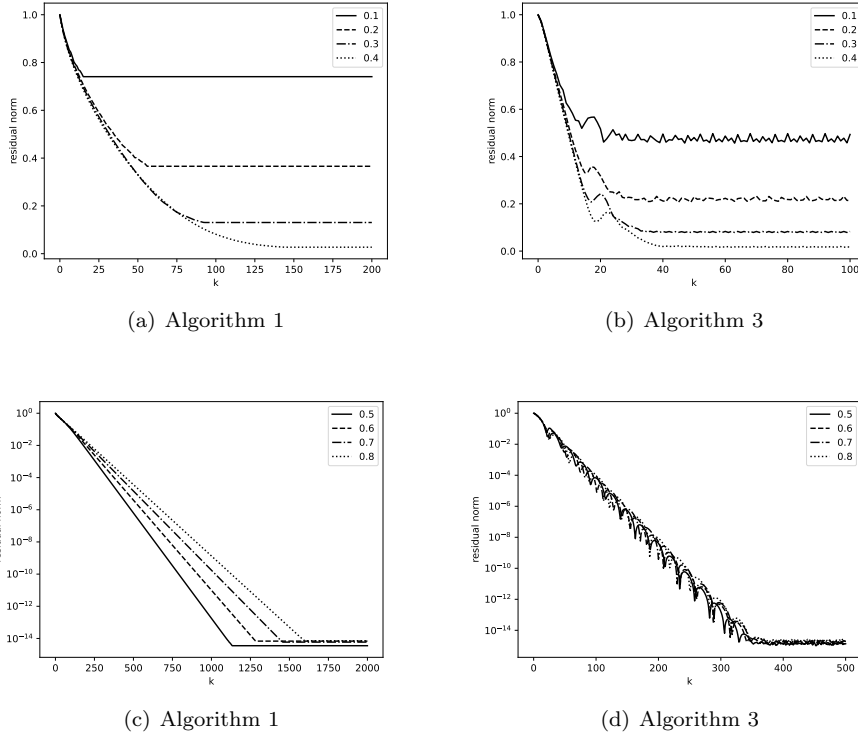 1.0
0.8
0.6
0.4
0.2
0.0
residual norm
0 25 50 75 100 125 150 175 200
k
0.1
0.2
0.3
0.4
(a) Algorithm 1
1.0
0.8
0.6
0.4
0.2
0.0
residual norm
0 20 40 60 80 100
k
0.1
0.2
0.3
0.4
(b) Algorithm 3
10⁰
10⁻²
10⁻⁴
10⁻⁶
10⁻⁸
10⁻¹⁰
10⁻¹²
10⁻¹⁴
residual norm
0 250 500 750 1000 1250 1500 1750 2000
k
0.5
0.6
0.7
0.8
(c) Algorithm 1
10⁰
10⁻²
10⁻⁴
10⁻⁶
10⁻⁸
10⁻¹⁰
10⁻¹²
10⁻¹⁴
residual norm
0 100 200 300 400 500
k
0.5
0.6
0.7
0.8
(d) Algorithm 3